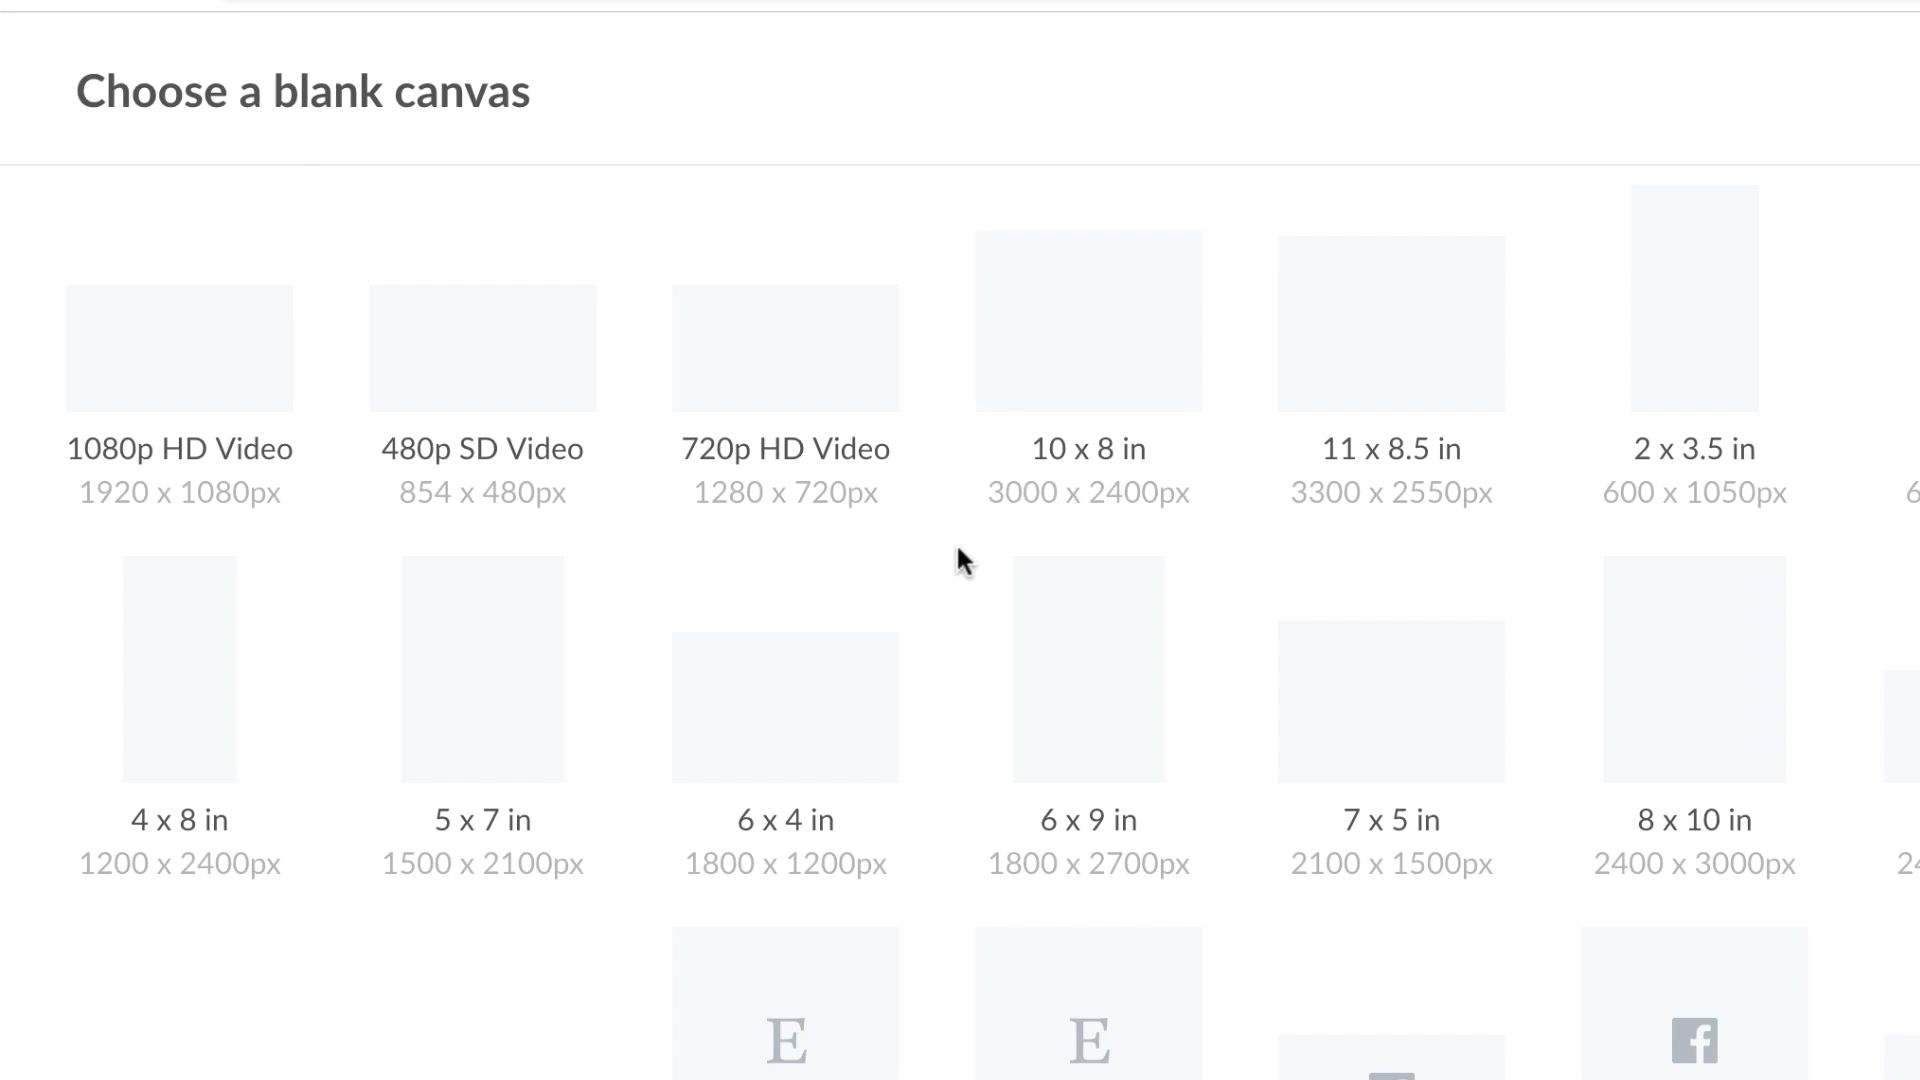 Choose a blank canvas
1080p HD Video
1920 x 1080px
480p SD Video
854 x 480px
720p HD Video
1280 x 720px
10 x 8 in
3000 x 2400px
11 x 8.5 in
3300 x 2550px
2 x 3.5 in
600 x 1050px
4 x 8 in
1200 x 2400px
5 x 7 in
1500 x 2100px
6 x 4 in
1800 x 1200px
6 x 9 in
1800 x 2700px
7 x 5 in
2100 x 1500px
8 x 10 in
2400 x 3000px
E
E
f